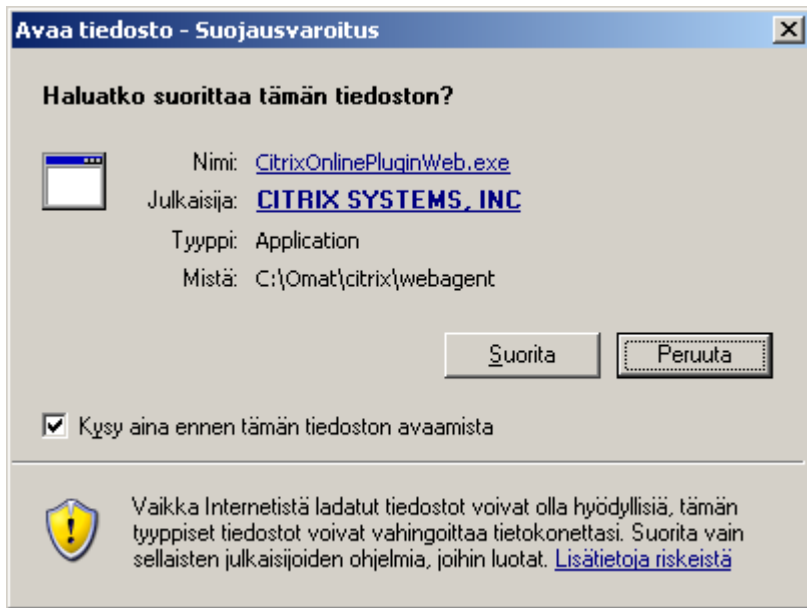 Avaa tiedosto - Suojausvaroitus
Haluatko suorittaa tämän tiedoston?
Nimi: CitrixOnlinePluginWeb.exe
Julkaisija: CITRIX SYSTEMS, INC
Tyyppi: Application
Mistä: C:\Omat\citrix\webagent
Suorita Peruuta
Kysy aina ennen tämän tiedoston avaamista
Vaikka Internetistä ladatut tiedostot voivat olla hyödyllisiä, tämän
tyyppiset tiedostot voivat vahingoittaa tietokonettasi. Suorita vain
sellaisten julkaisijoiden ohjelmia, joihin luotat. Lisätietoja riskeistä